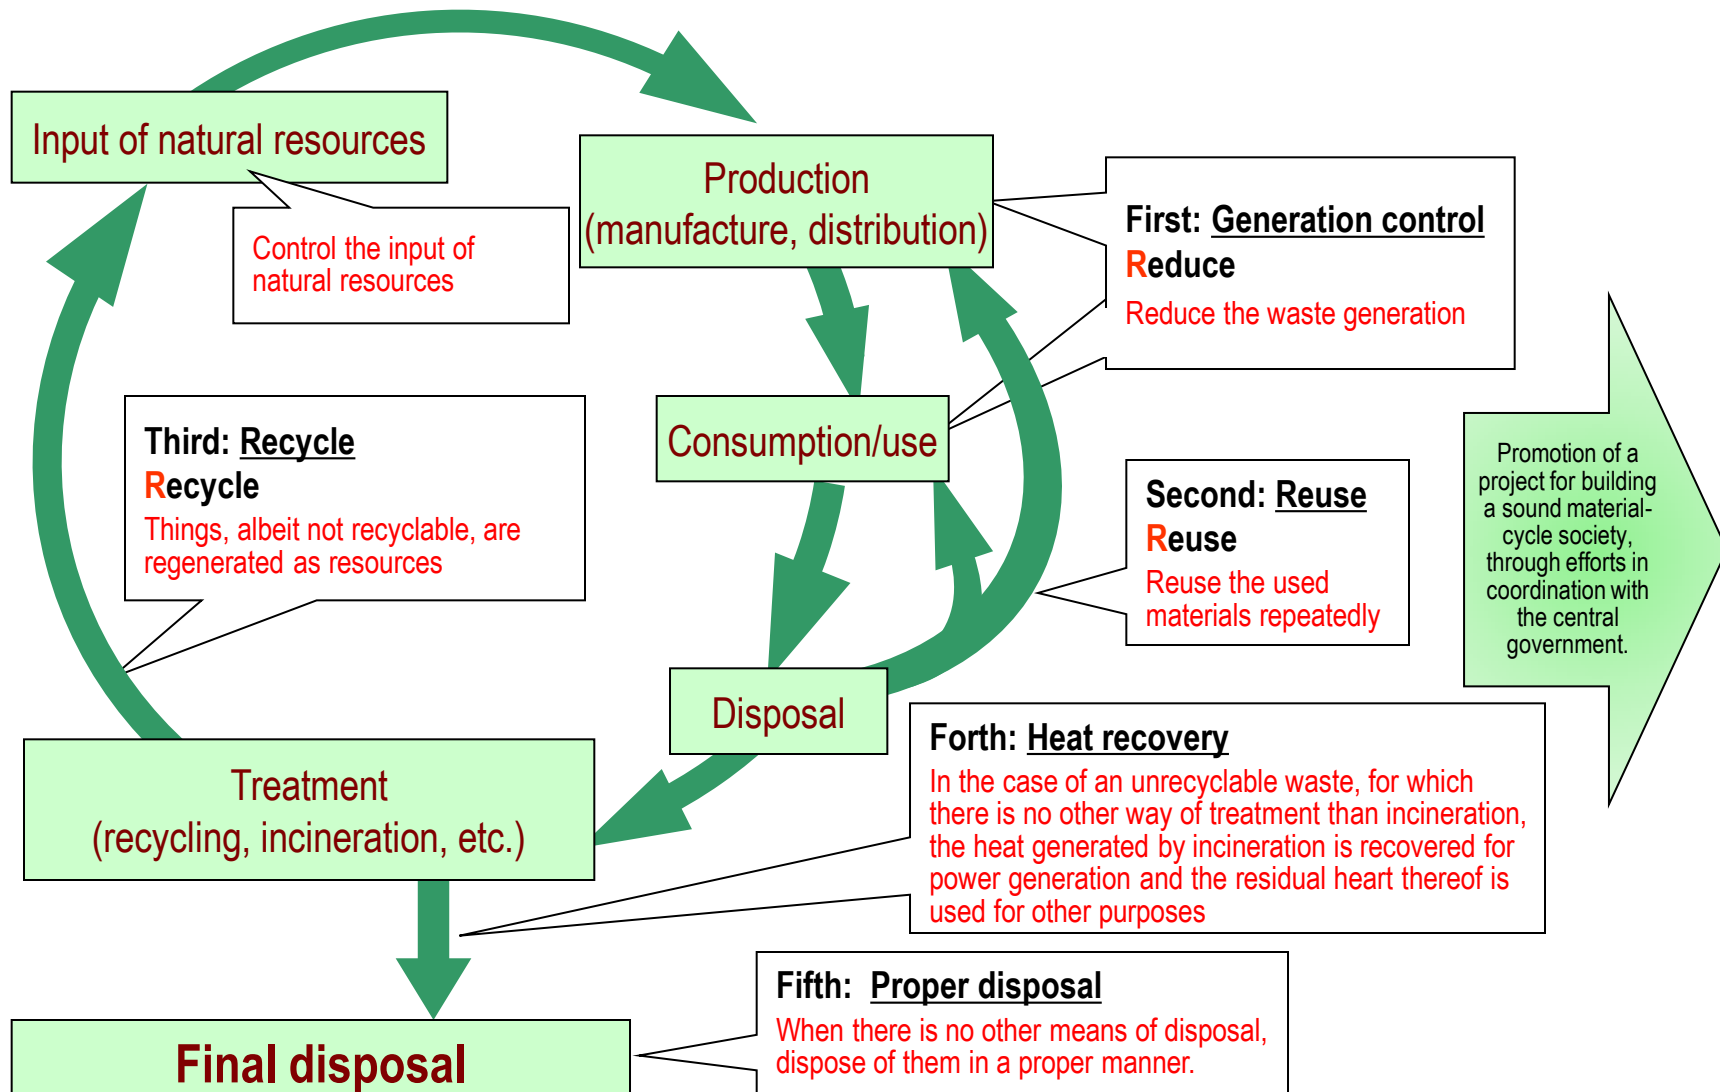 Input of natural resources
Control the input of
natural resources
Production
(manufacture, distribution)
First: Generation control
Reduce
Reduce the waste generation
Third: Recycle
Recycle
Things, albeit not recyclable, are
regenerated as resources
Consumption/use
Second: Reuse
Reuse
Reuse the used
materials repeatedly
Promotion of a
project for building
a sound material-
cycle society,
through efforts in
coordination with
the central
government.
Disposal
Treatment
(recycling, incineration, etc.)
Forth: Heat recovery
In the case of an unrecyclable waste, for which
there is no other way of treatment than incineration,
the heat generated by incineration is recovered for
power generation and the residual heart thereof is
used for other purposes
Fifth: Proper disposal
When there is no other means of disposal,
dispose of them in a proper manner.
Final disposal